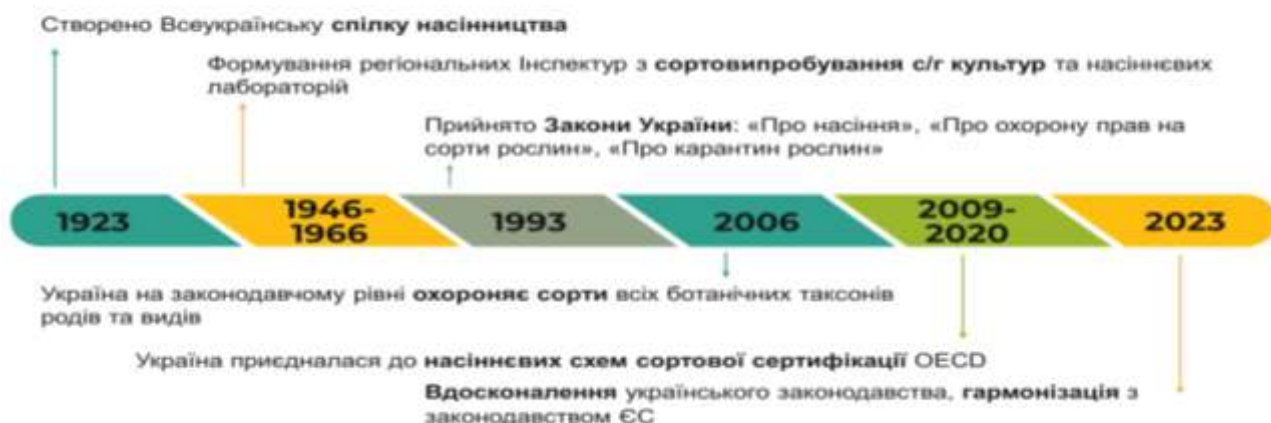 Створено Всеукраїнську спілку насінництва
Формування регіональних Інспектур з сортовипробування с/г культур та насіннєвих
лабораторій
Прийнято Закони України: «Про насіння», «Про охорону прав на
сорти рослин», «Про карантин рослин»
1923
1946-
1966
1993
2006
2009-
2020
2023
Україна на законодавчому рівні охороняє сорти всіх ботанічних таксонів
родів та видів
Україна приєдналася до насіннєвих схем сортової сертифікації OECD
Вдосконалення українського законодавства, гармонізація з
законодавством ЄС